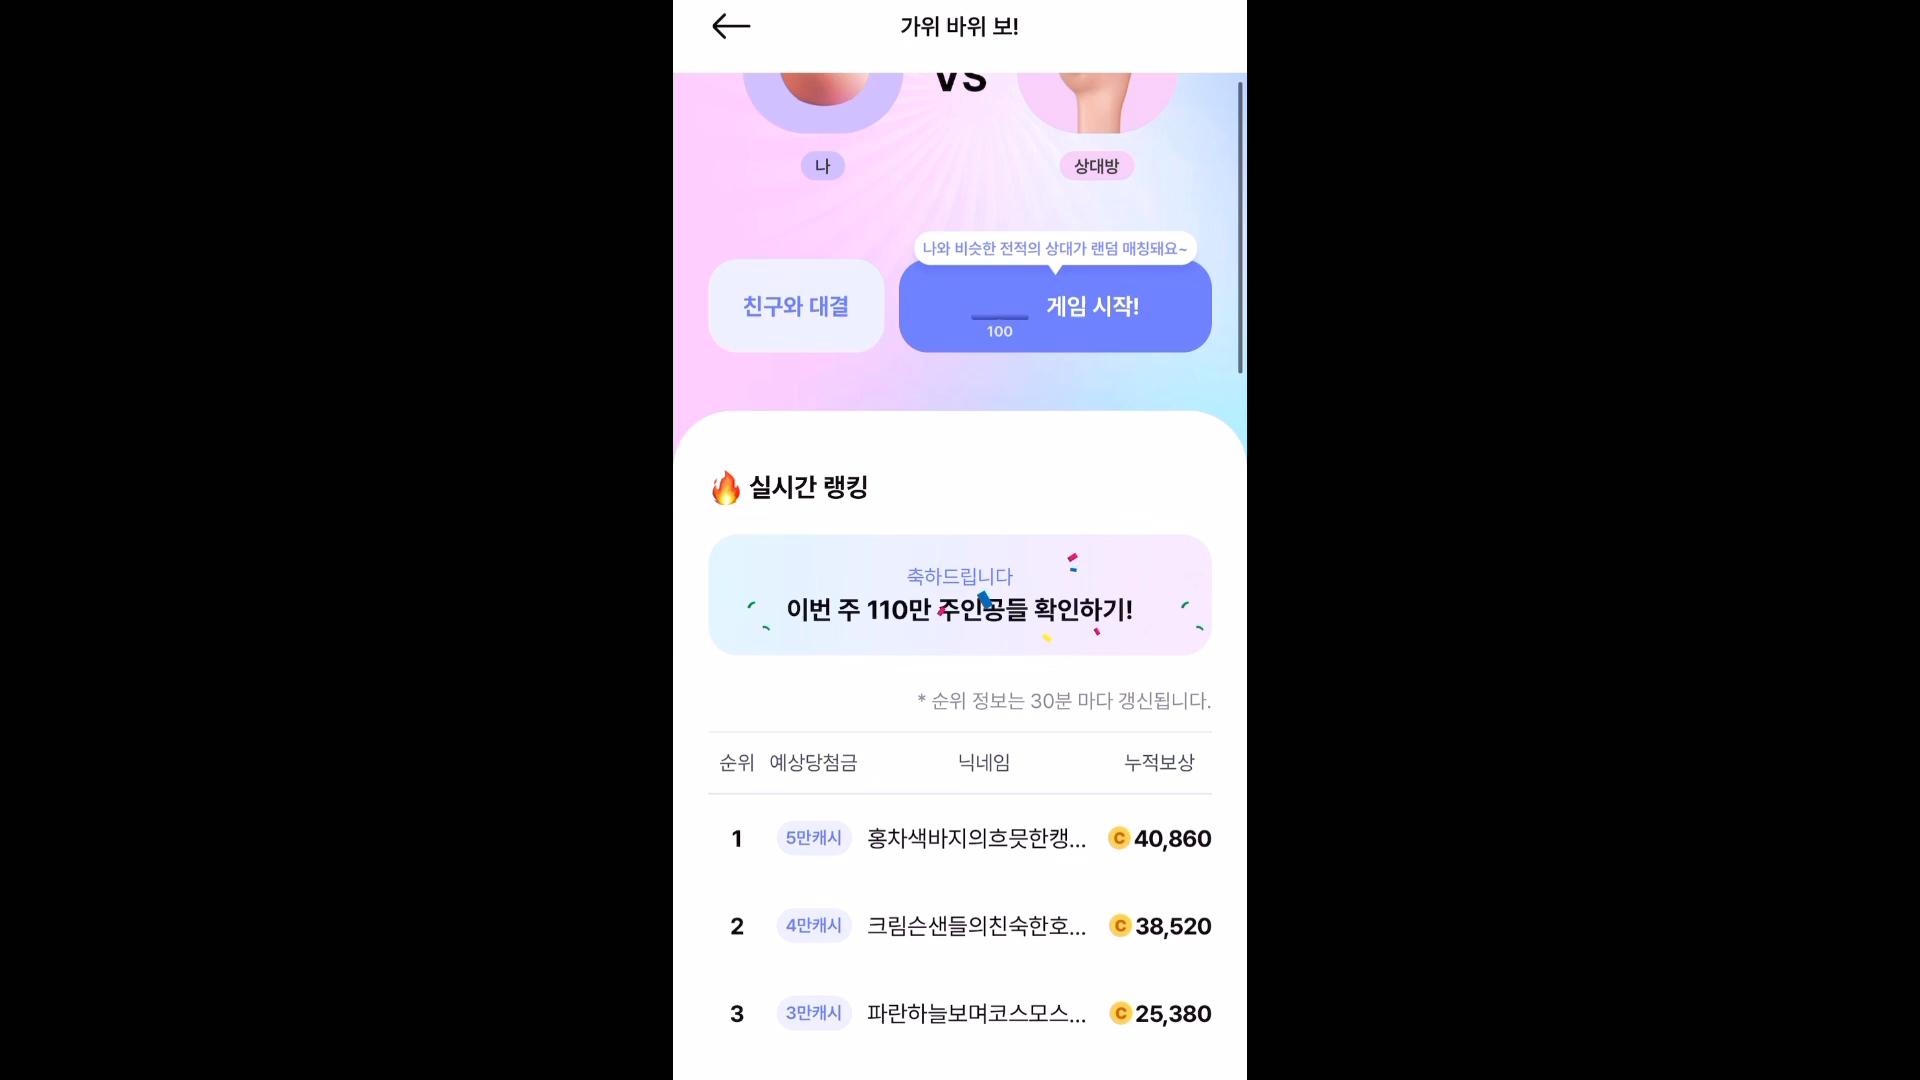 가위 바위 보!
VS
나
상대방
나와 비슷한 전적의 상대가 랜덤 매칭돼요~
친구와 대결
게임 시작!
100
🔥 실시간 랭킹
축하드립니다
이번 주 110만 주인공들 확인하기!
* 순위 정보는 30분 마다 갱신됩니다.
순위 예상당첨금 닉네임 누적보상
1 5만캐시 홍차색바지의흐믓한캥... C 40,860
2 4만캐시 크림슨샌들의친숙한호... C 38,520
3 3만캐시 파란하늘보며코스모스... C 25,380